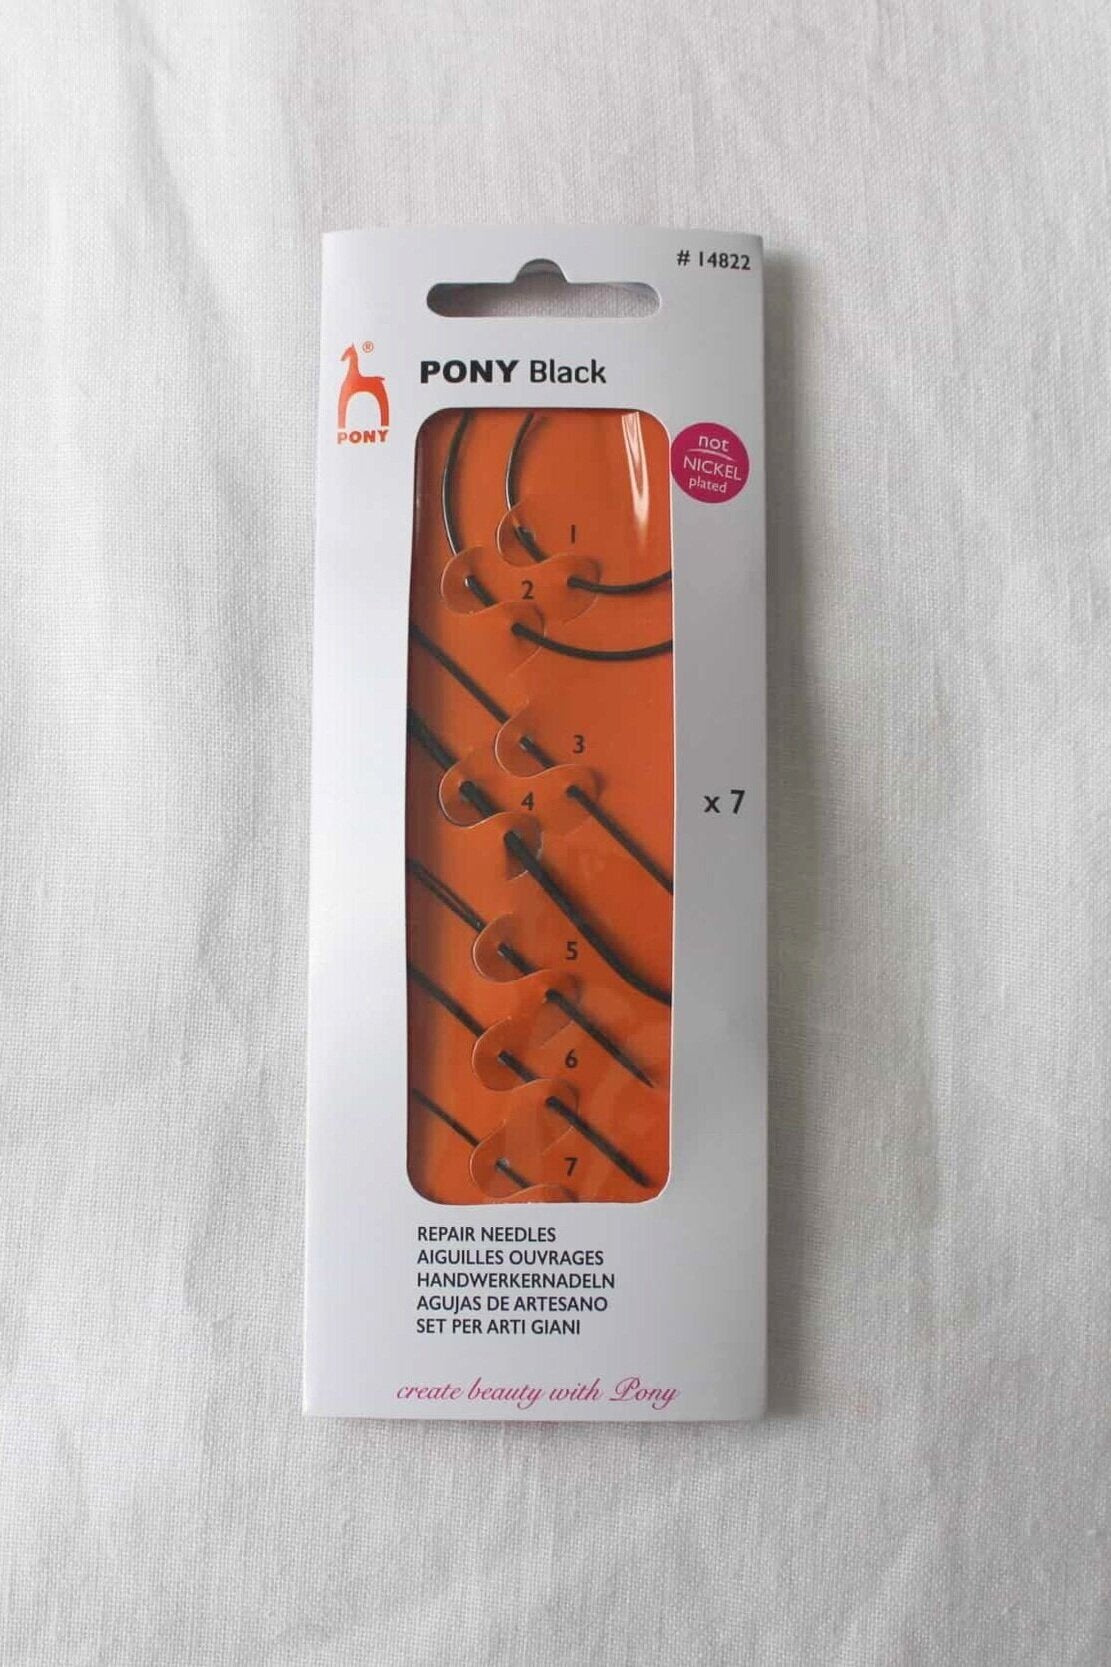 # 14822
®
PONY
PONY Black
not
NICKEL
plated
1
2
3
4
x 7
5
6
7
REPAIR NEEDLES
AIGUILLES OUVRAGES
HANDWERKERNADELN
AGUJAS DE ARTESANO
SET PER ARTI GIANI
create beauty with Pony